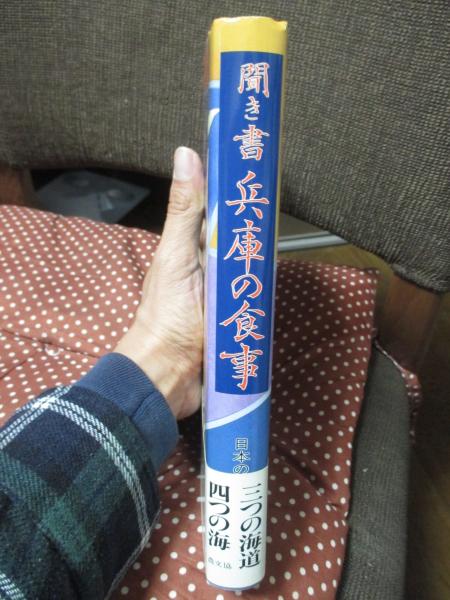 聞き書 兵庫の食事
日本の
三つの海道
四つの海
農文協